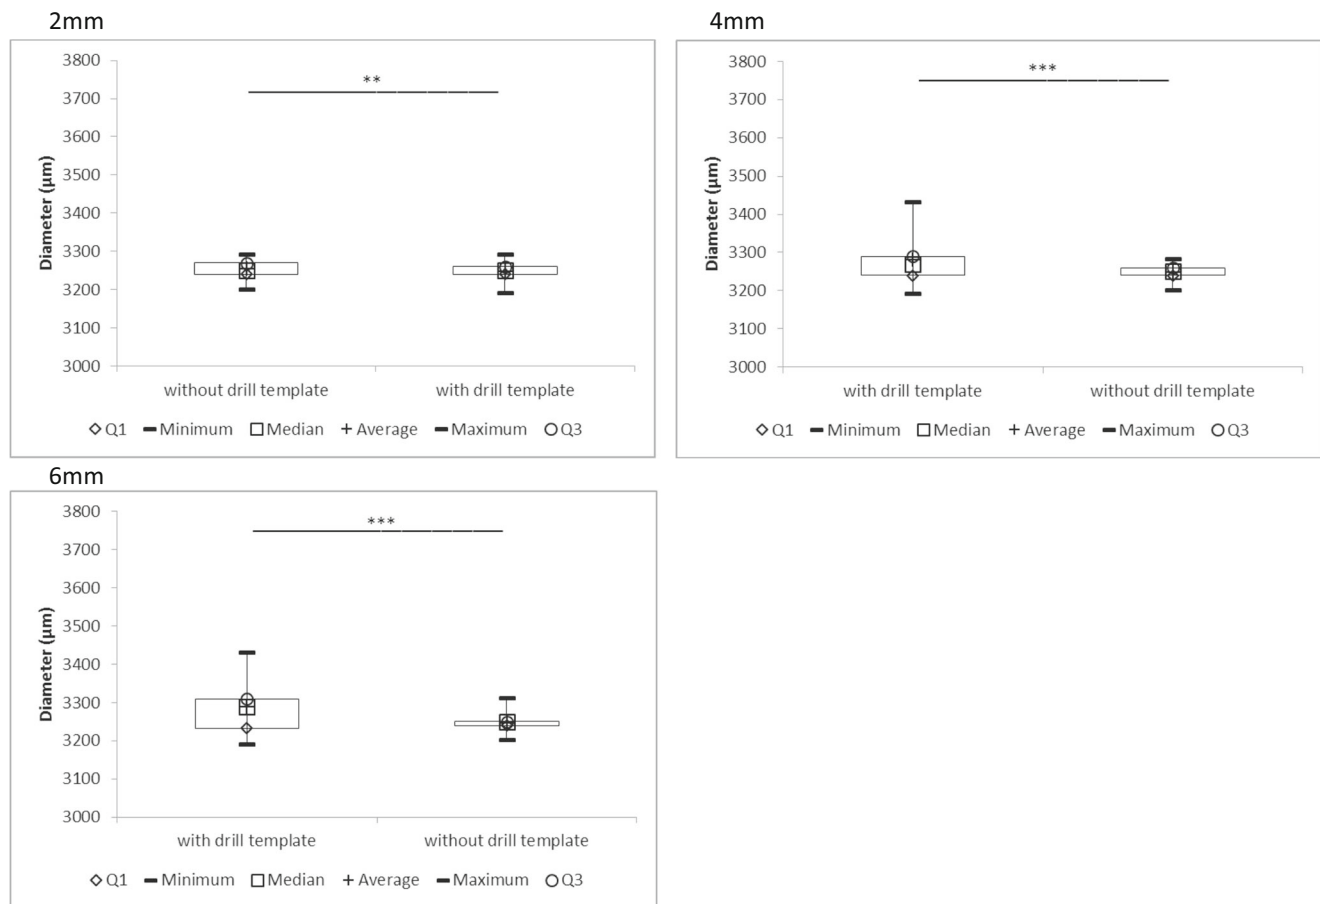 2mm
**
3800
3700
3600
3500
3400
3300
3200
3100
3000
Diameter (µm)
without drill template with drill template
Q1 Minimum Median Average Maximum Q3
4mm
***
3800
3700
3600
3500
3400
3300
3200
3100
3000
Diameter (µm)
with drill template without drill template
Q1 Minimum Median Average Maximum Q3
6mm
***
3800
3700
3600
3500
3400
3300
3200
3100
3000
Diameter (µm)
with drill template without drill template
Q1 Minimum Median Average Maximum Q3